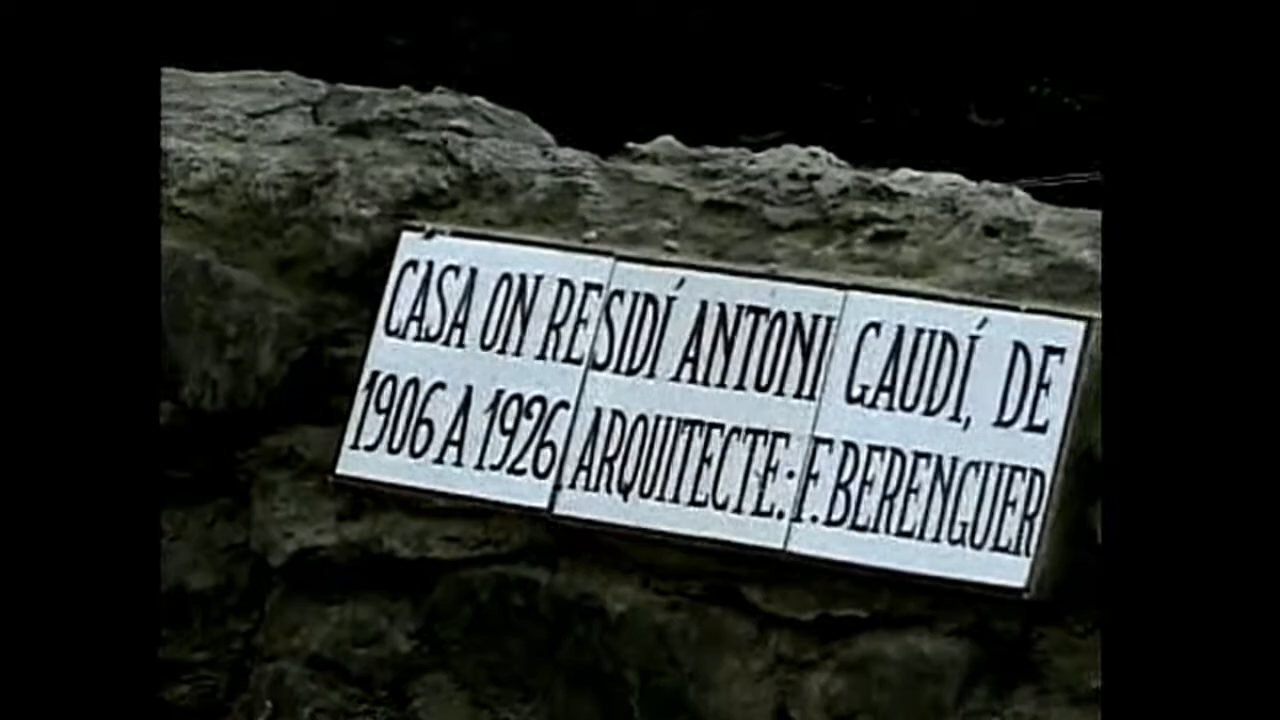 CASA ON RESIDÍ ANTONI GAUDÍ, DE
1906 A 1926 ARQUITECTE: F. BERENGUER